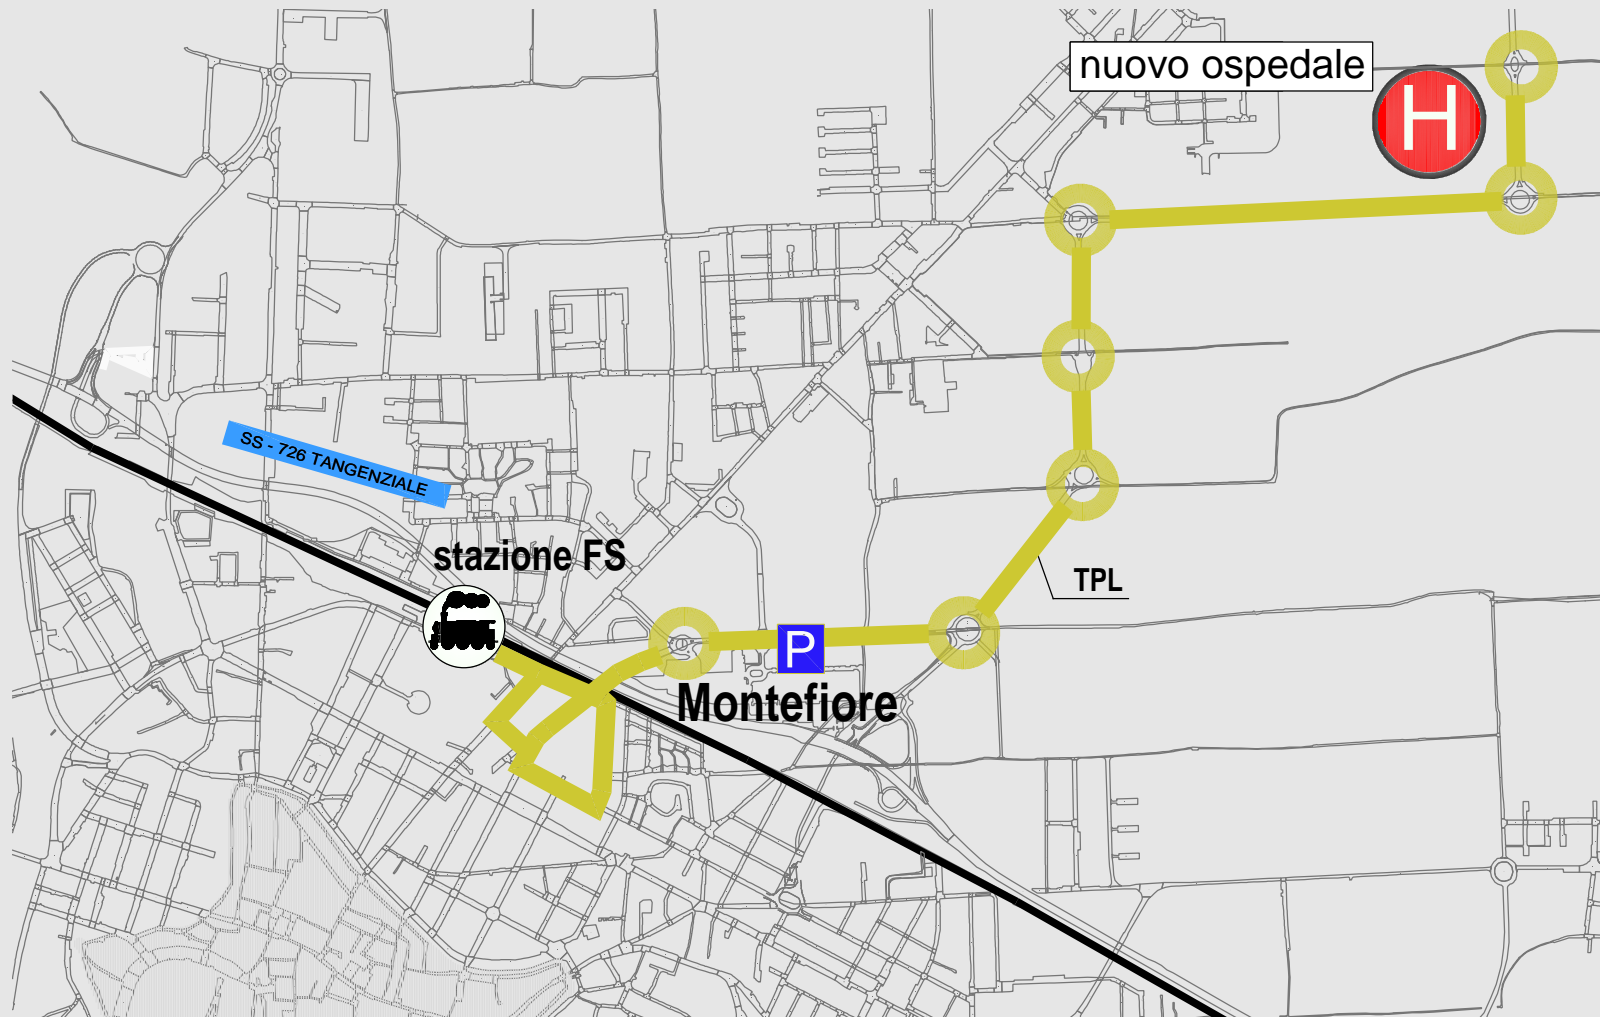 nuovo ospedale
H
SS - 726 TANGENZIALE
stazione FS
TPL
P
Montefiore